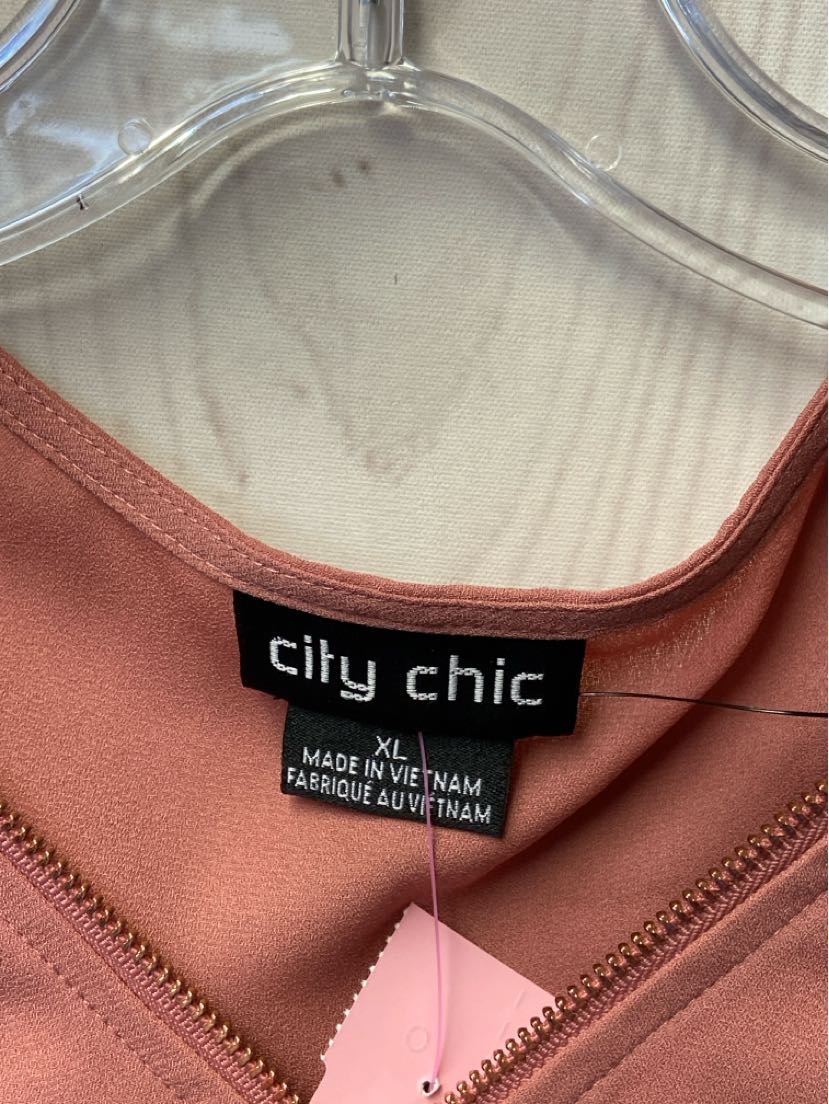 city chic
XL
MADE IN VIETNAM
FABRIQUÉ AU VIETNAM